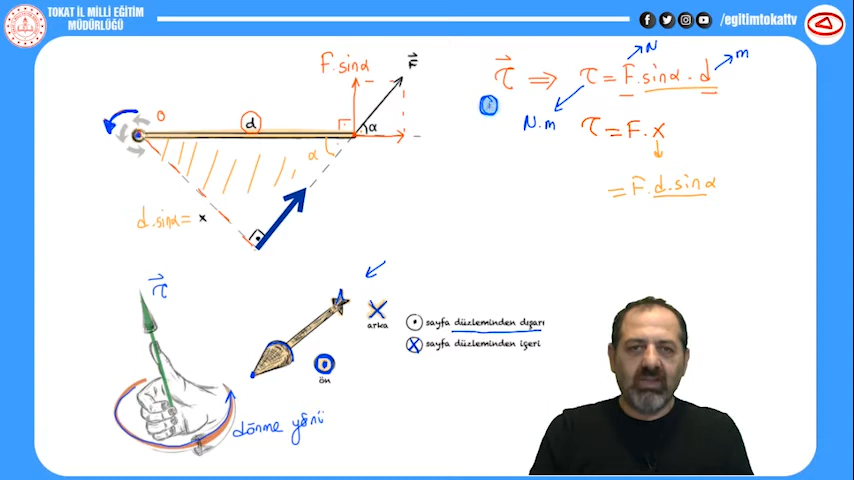 TOKAT İL MİLLİ EĞİTİM
MÜDÜRLÜĞÜ
/egitimtokattv
F.sinα
F
O
d
α
α
d.sinα = x
τ ⇒ τ = F.sinα.d
N
m
N.m
τ = F.x
= F.d.sinα
τ
dönme yönü
X
arka
ön
sayfa düzleminden dışarı
sayfa düzleminden içeri